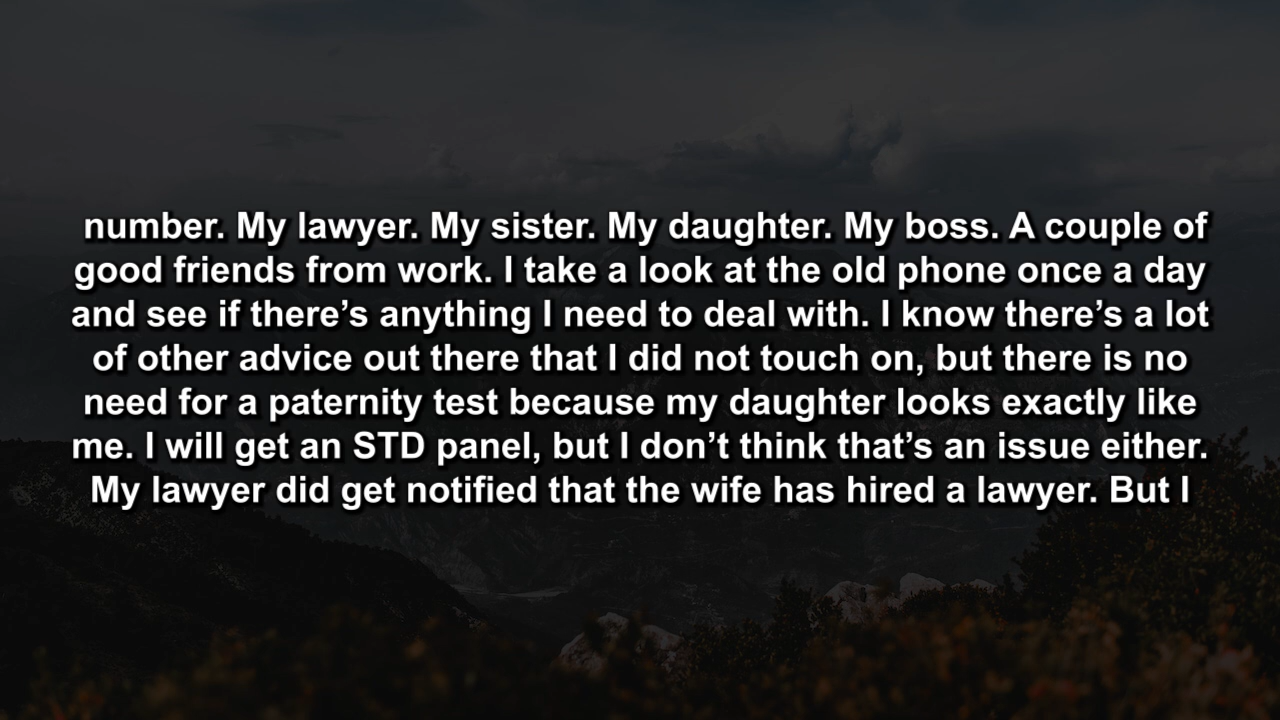 number. My lawyer. My sister. My daughter. My boss. A couple of
good friends from work. I take a look at the old phone once a day
and see if there’s anything I need to deal with. I know there’s a lot
of other advice out there that I did not touch on, but there is no
need for a paternity test because my daughter looks exactly like
me. I will get an STD panel, but I don’t think that’s an issue either.
My lawyer did get notified that the wife has hired a lawyer. But I